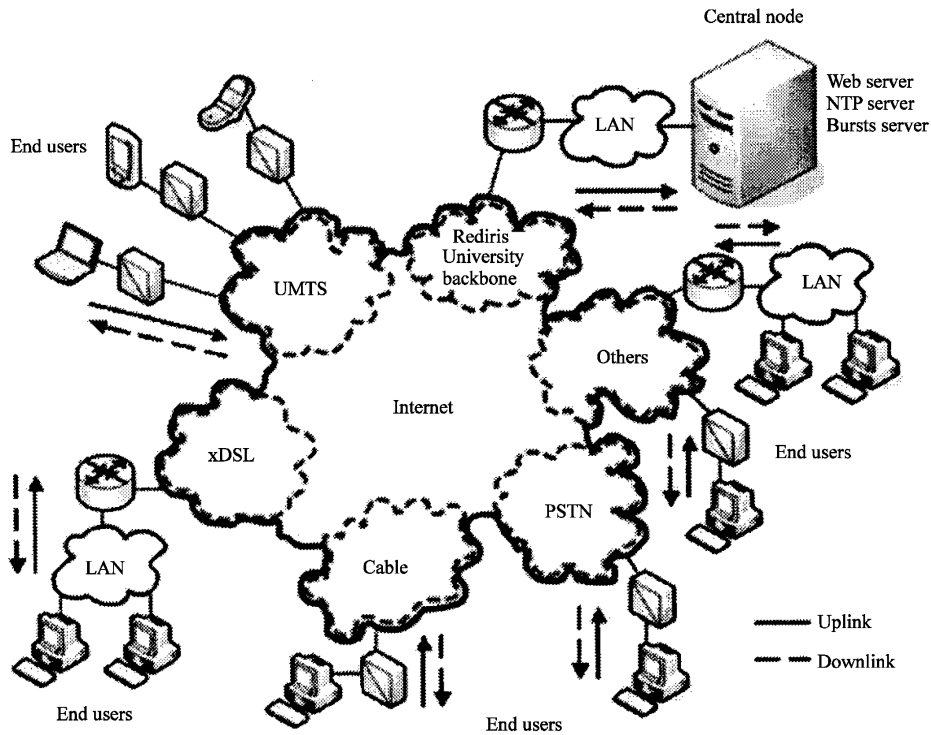 Central node
Web server
NTP server
Bursts server
LAN
End users
Rediris
University
backbone
UMTS
LAN
Others
Internet
xDSL
End users
PSTN
LAN
Cable
Uplink
Downlink
End users
End users